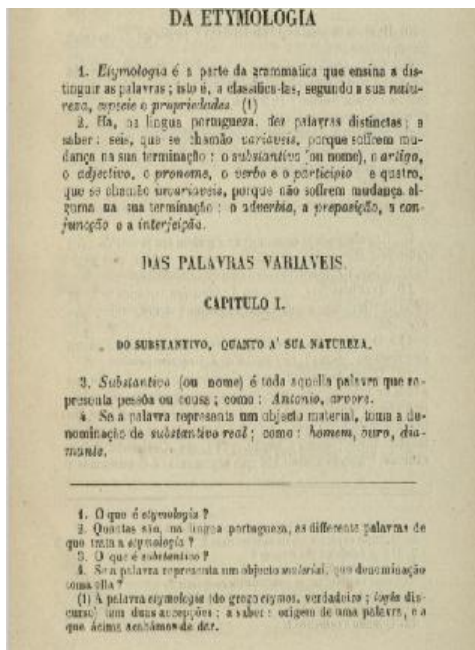 DA ETYMOLOGIA
1. Etymologia é a parte da grammatica que ensina a dis-
tinguir as palavras ; isto é, a classifica-las, segundo a sua natu-
reza, especie e propriedades. (1)
2. Ha, na lingua portugueza, dez palavras distinctas ; a
saber : seis, que se chamão variaveis, porque soffrem mu-
dança na sua terminação : o substantivo (ou nome), o artigo,
o adjectivo, o pronome, o verbo e o participio e quatro,
que se chamão invariaveis, porque não soffrem mudança al-
guma na sua terminação : o adverbio, a preposição, a con-
juncção e a interjeição.
DAS PALAVRAS VARIAVEIS.
CAPITULO I.
DO SUBSTANTIVO, QUANTO A' SUA NATUREZA.
3. Substantivo (ou nome) é toda aquella palavra que re-
presenta pessôa ou cousa ; como : Antonio, arvore.
4. Se a palavra representa um objecto material, toma a de-
nominação de substantivo real ; como : homem, ouro, dia-
mante.
1. O que é etymologia ?
2. Quantas são, na lingua portugueza, as differentes palavras de
que trata a etymologia ?
3. O que é substantivo ?
4. Se a palavra representa um objecto material, que denominação
toma ella ?
(1) A palavra etymologia (do grego etymos, verdadeiro ; logia dis-
curso) tem duas accepções ; a saber : origem de uma palavra, e a
que ácima acabámos de dar.